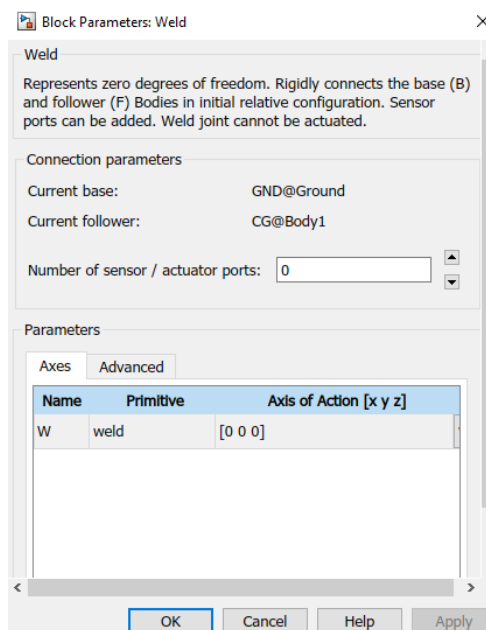 Block Parameters: Weld
Weld
Represents zero degrees of freedom. Rigidly connects the base (B)
and follower (F) Bodies in initial relative configuration. Sensor
ports can be added. Weld joint cannot be actuated.
Connection parameters
Current base: GND@Ground
Current follower: CG@Body1
Number of sensor / actuator ports: 0
Parameters
Axes Advanced
Name Primitive Axis of Action [x y z]
W weld [0 0 0]
OK Cancel Help Apply